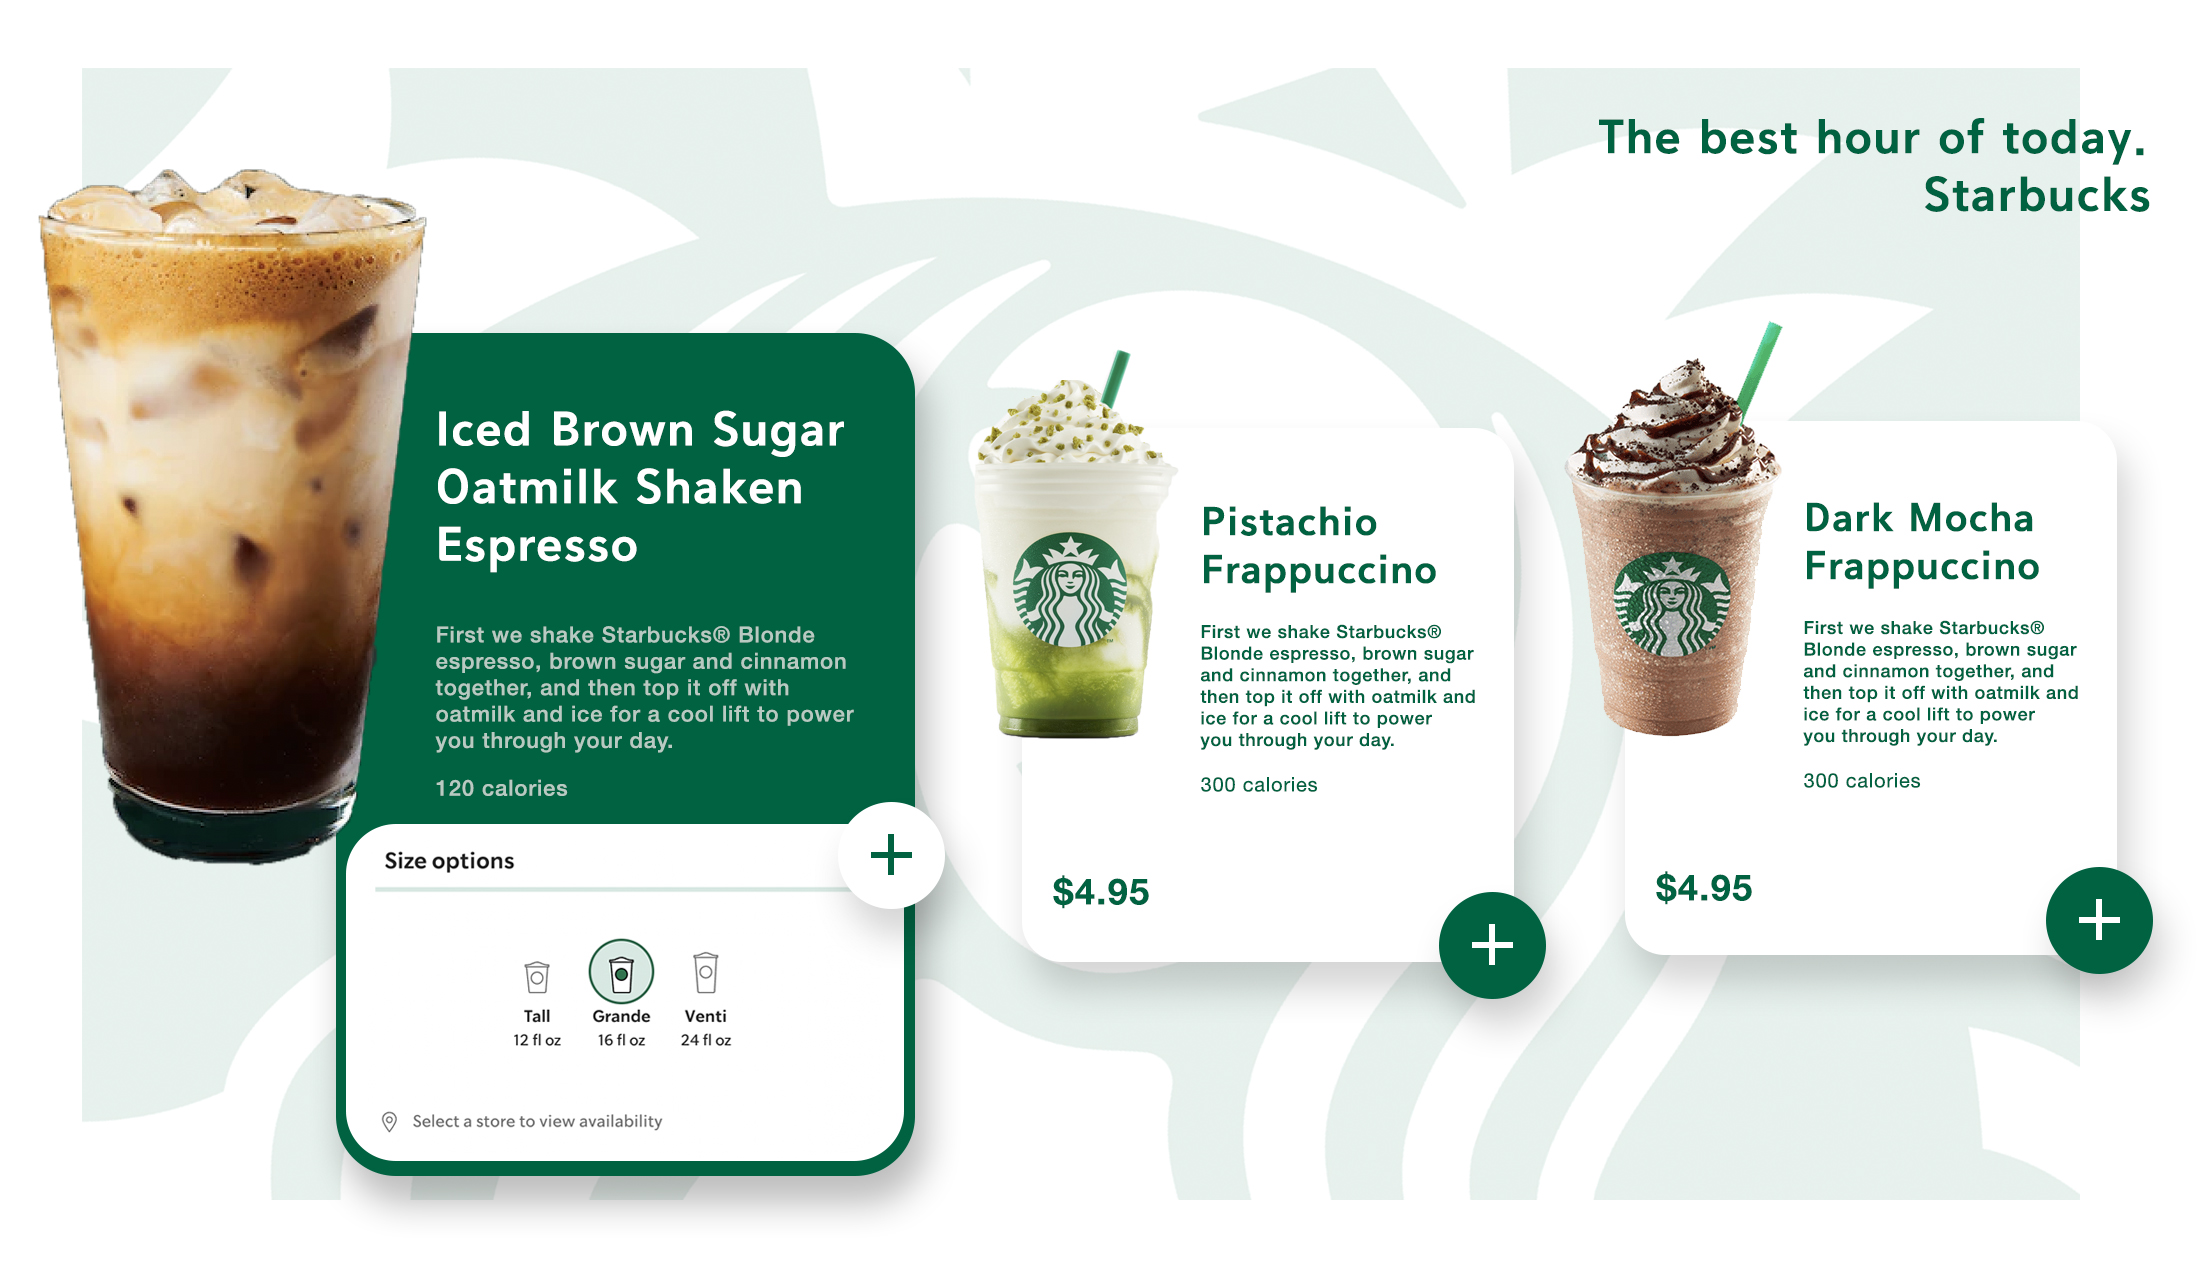 The best hour of today.
Starbucks
Iced Brown Sugar
Oatmilk Shaken
Espresso
First we shake Starbucks® Blonde
espresso, brown sugar and cinnamon
together, and then top it off with
oatmilk and ice for a cool lift to power
you through your day.
120 calories
Size options
Tall
12 fl oz
Grande
16 fl oz
Venti
24 fl oz
Select a store to view availability
Pistachio
Frappuccino
First we shake Starbucks®
Blonde espresso, brown sugar
and cinnamon together, and
then top it off with oatmilk and
ice for a cool lift to power
you through your day.
300 calories
$4.95
Dark Mocha
Frappuccino
First we shake Starbucks®
Blonde espresso, brown sugar
and cinnamon together, and
then top it off with oatmilk and
ice for a cool lift to power
you through your day.
300 calories
$4.95